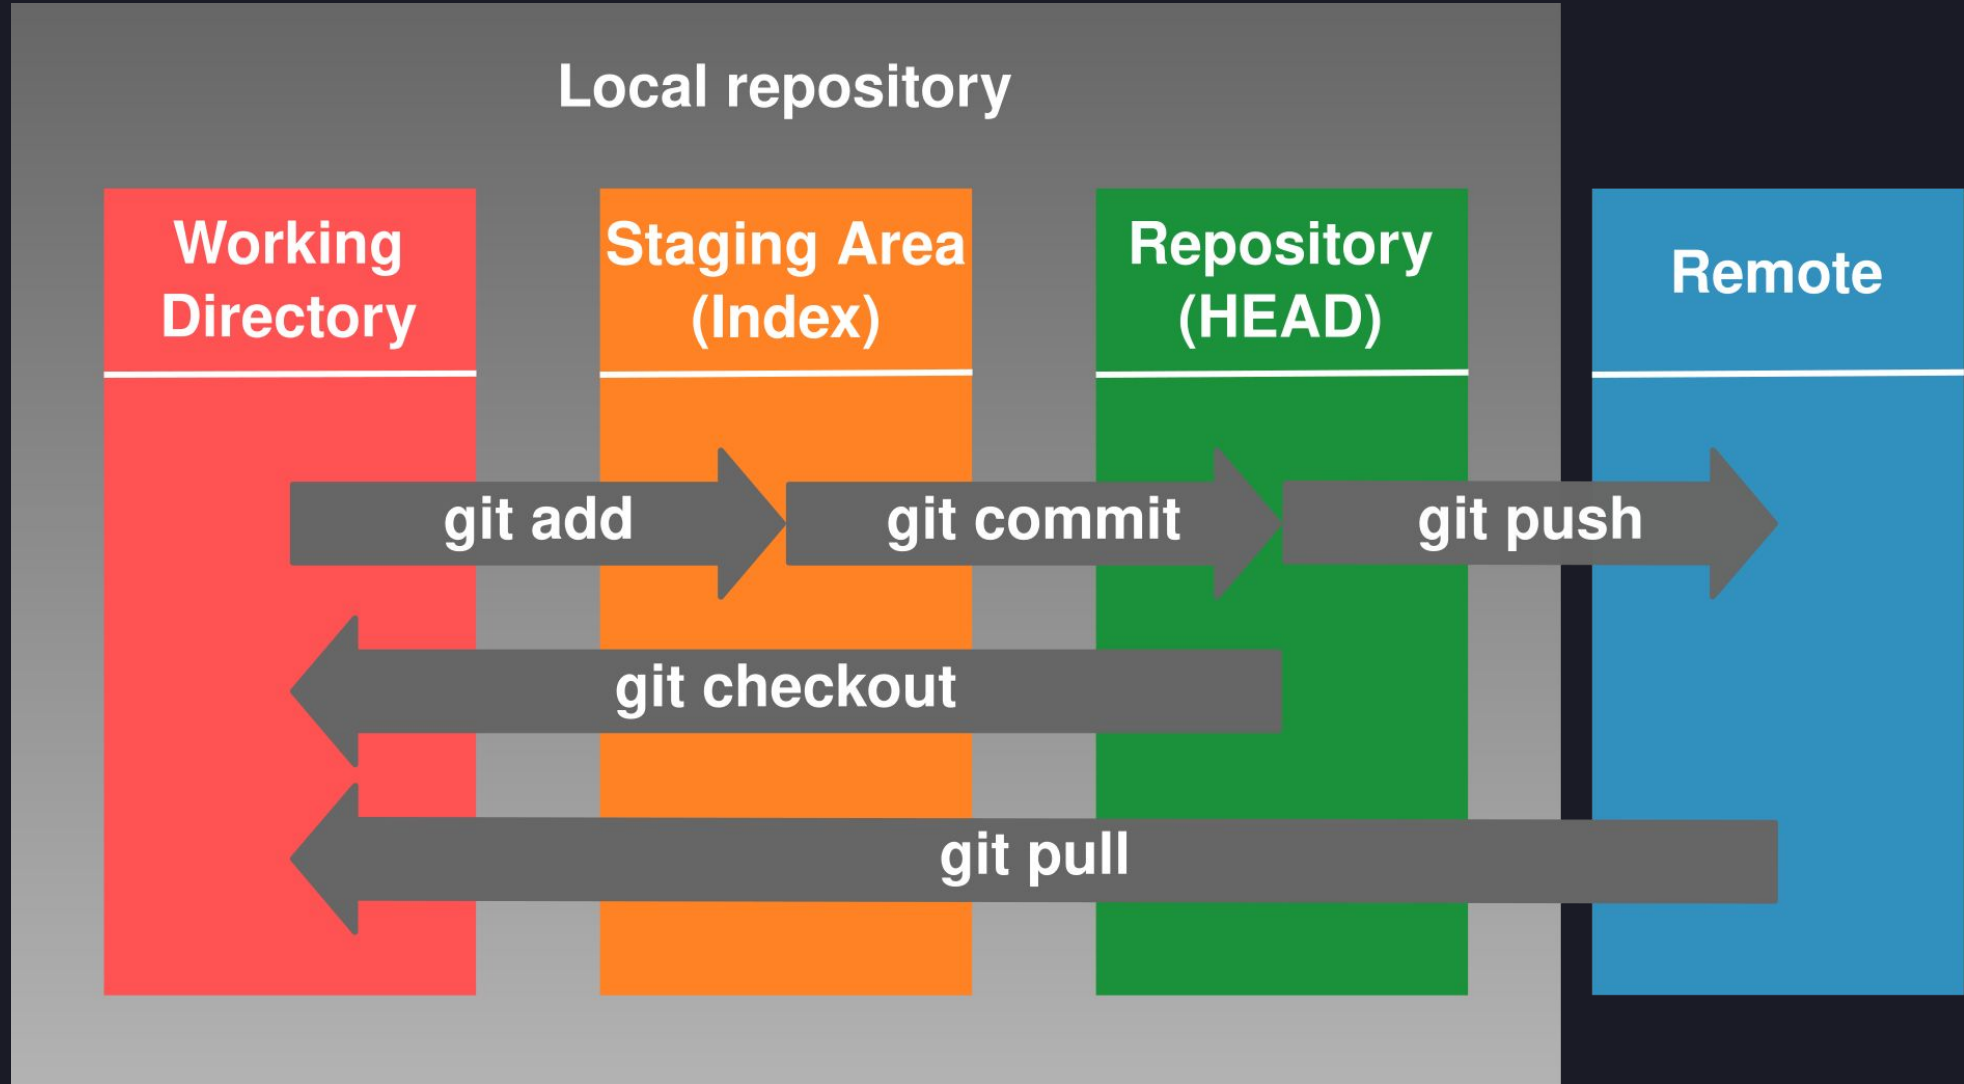 Local repository
Working
Directory
Staging Area
(Index)
Repository
(HEAD)
Remote
git add
git commit
git push
git checkout
git pull